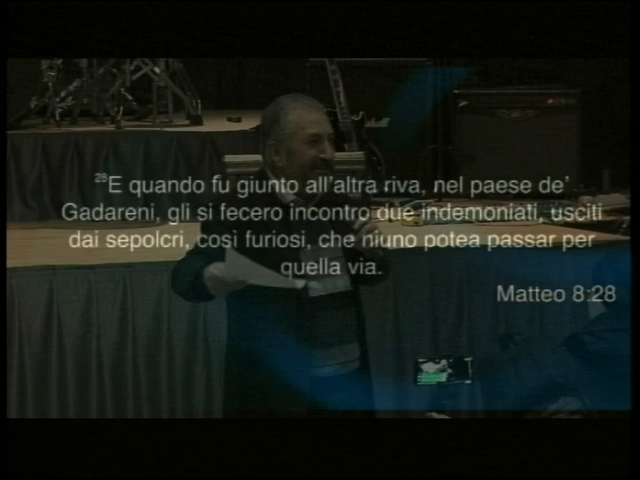 ²⁸E quando fu giunto all'altra riva, nel paese de'
Gadareni, gli si fecero incontro due indemoniati, usciti
dai sepolcri, così furiosi, che niuno potea passar per
quella via.
Matteo 8:28